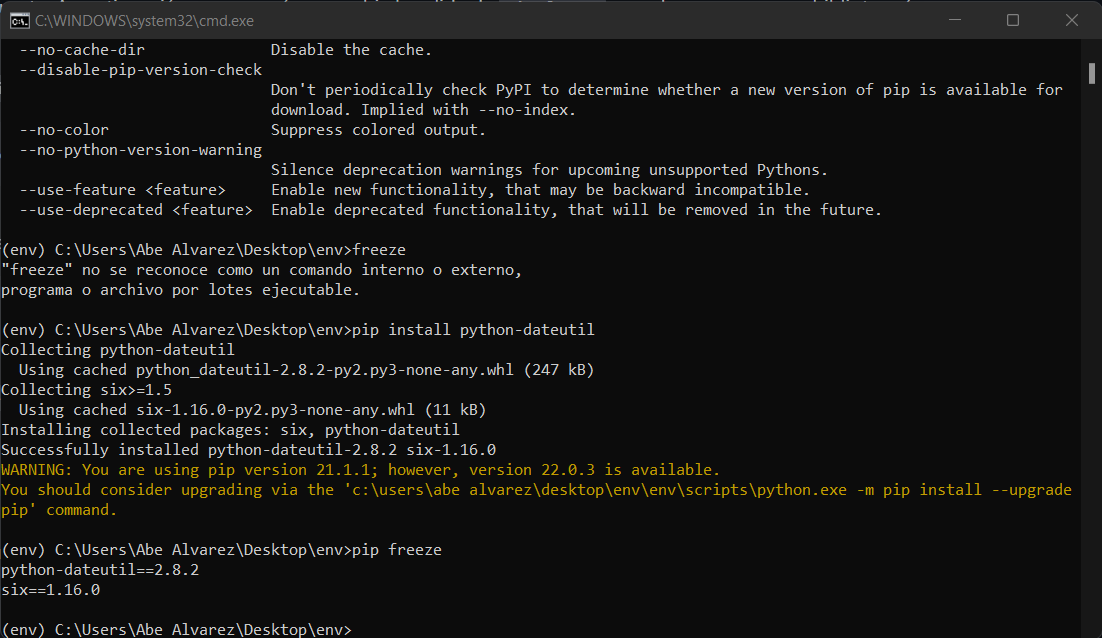 C:\WINDOWS\system32\cmd.exe
--no-cache-dir Disable the cache.
--disable-pip-version-check
Don't periodically check PyPI to determine whether a new version of pip is available for
download. Implied with --no-index.
--no-color Suppress colored output.
--no-python-version-warning
Silence deprecation warnings for upcoming unsupported Pythons.
--use-feature <feature> Enable new functionality, that may be backward incompatible.
--use-deprecated <feature> Enable deprecated functionality, that will be removed in the future.
(env) C:\Users\Abe Alvarez\Desktop\env>freeze
"freeze" no se reconoce como un comando interno o externo,
programa o archivo por lotes ejecutable.
(env) C:\Users\Abe Alvarez\Desktop\env>pip install python-dateutil
Collecting python-dateutil
Using cached python_dateutil-2.8.2-py2.py3-none-any.whl (247 kB)
Collecting six>=1.5
Using cached six-1.16.0-py2.py3-none-any.whl (11 kB)
Installing collected packages: six, python-dateutil
Successfully installed python-dateutil-2.8.2 six-1.16.0
WARNING: You are using pip version 21.1.1; however, version 22.0.3 is available.
You should consider upgrading via the 'c:\users\abe alvarez\desktop\env\env\scripts\python.exe -m pip install --upgrade
pip' command.
(env) C:\Users\Abe Alvarez\Desktop\env>pip freeze
python-dateutil==2.8.2
six==1.16.0
(env) C:\Users\Abe Alvarez\Desktop\env>